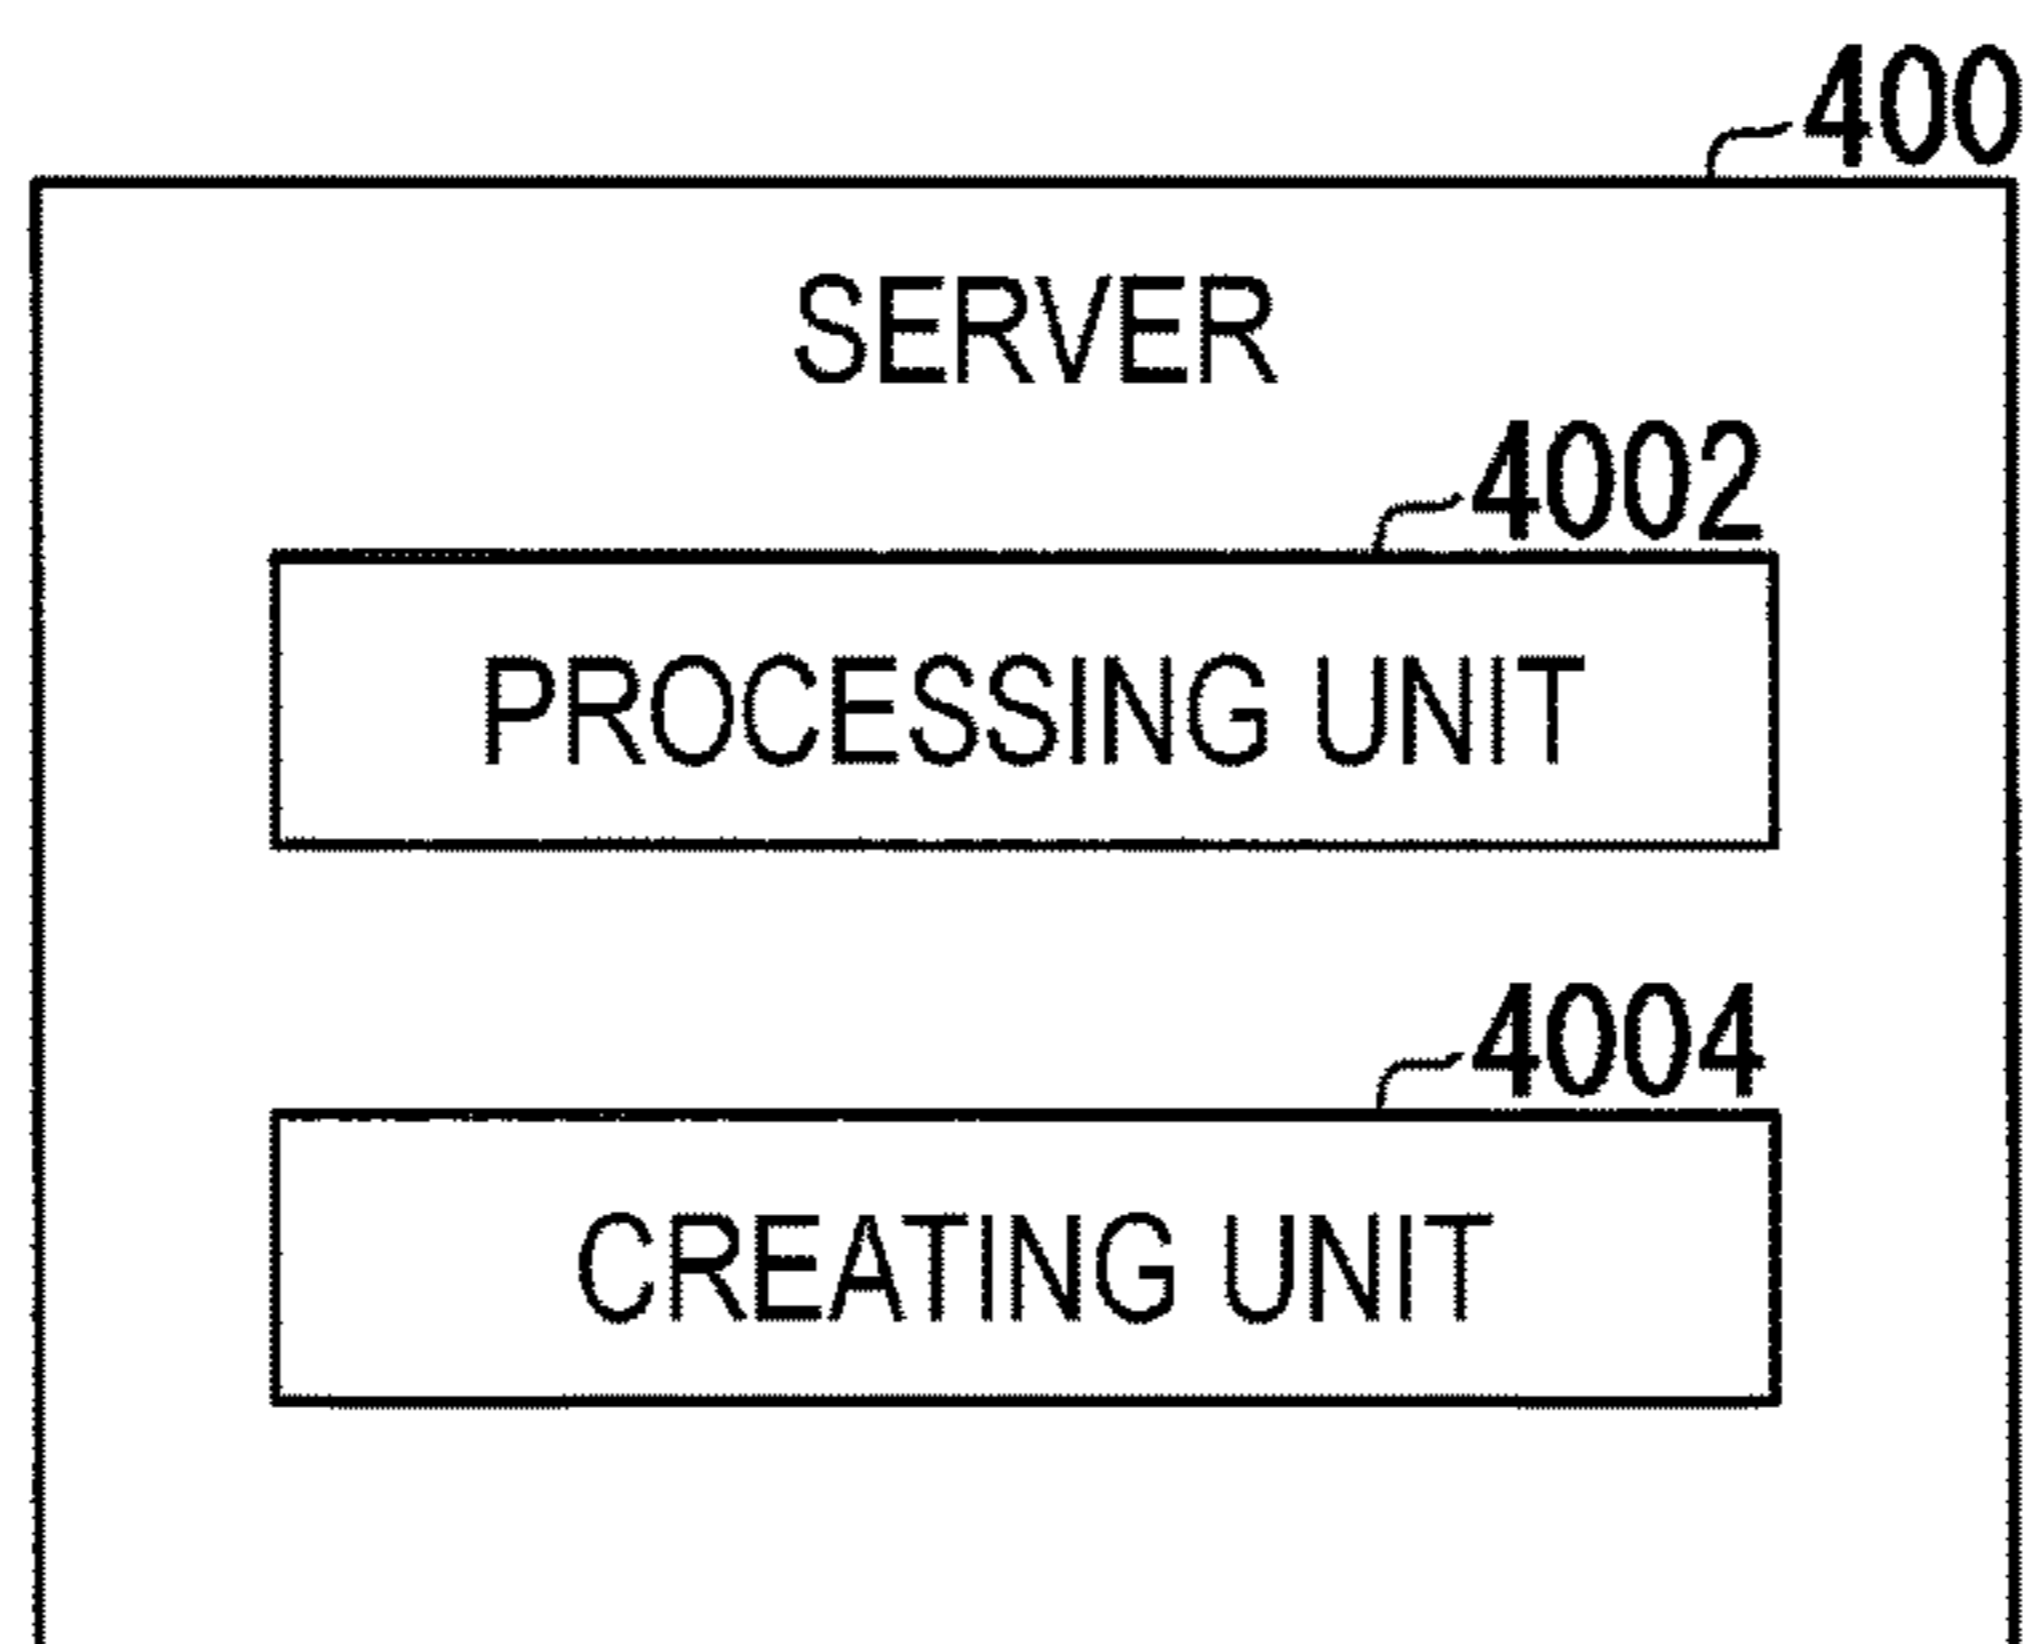 400
SERVER
4002
PROCESSING UNIT
4004
CREATING UNIT